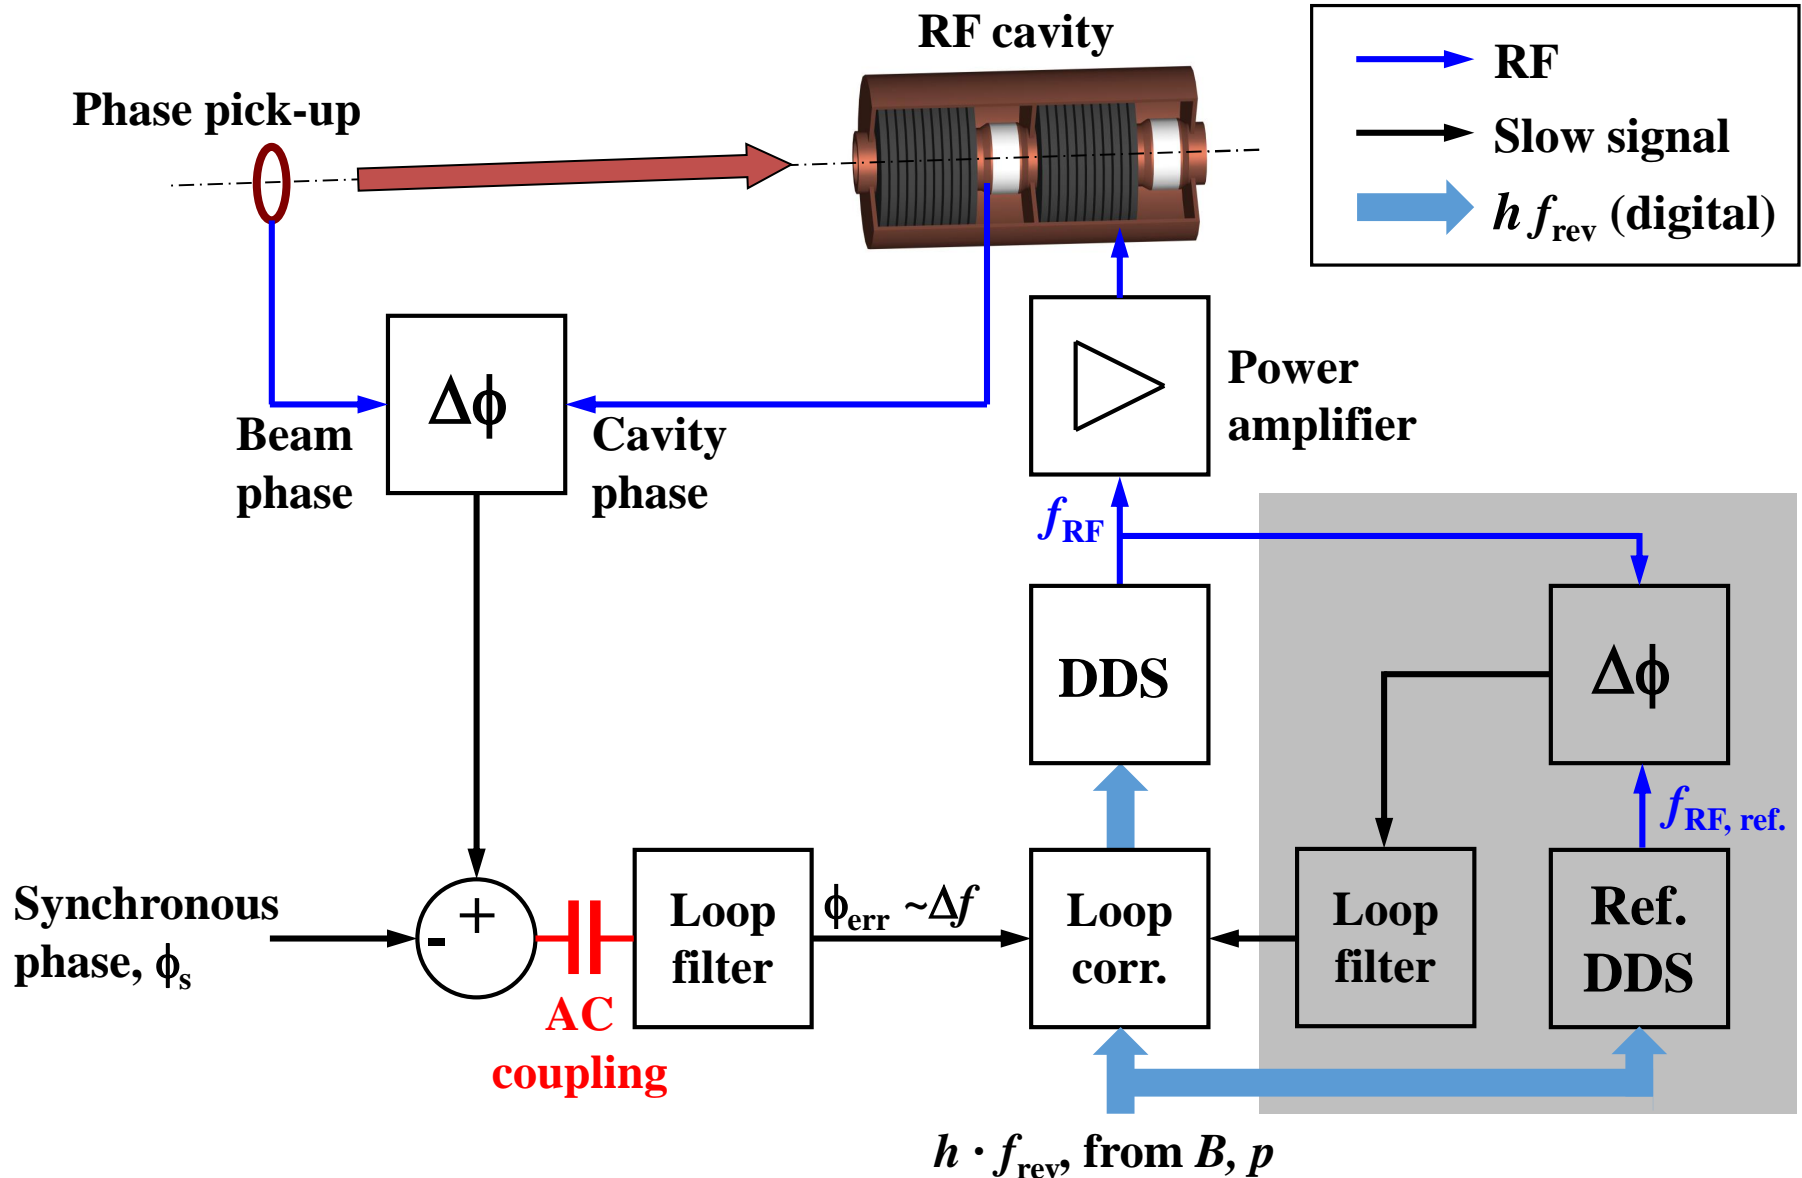 RF cavity
Phase pick-up
RF
Slow signal
h f_rev (digital)
Δϕ
Beam
phase
Cavity
phase
Power
amplifier
f_RF
DDS
Δϕ
f_RF, ref.
Synchronous
phase, ϕ_s
+
-
AC
coupling
Loop
filter
ϕ_err ~Δf
Loop
corr.
Loop
filter
Ref.
DDS
h · f_rev, from B, p